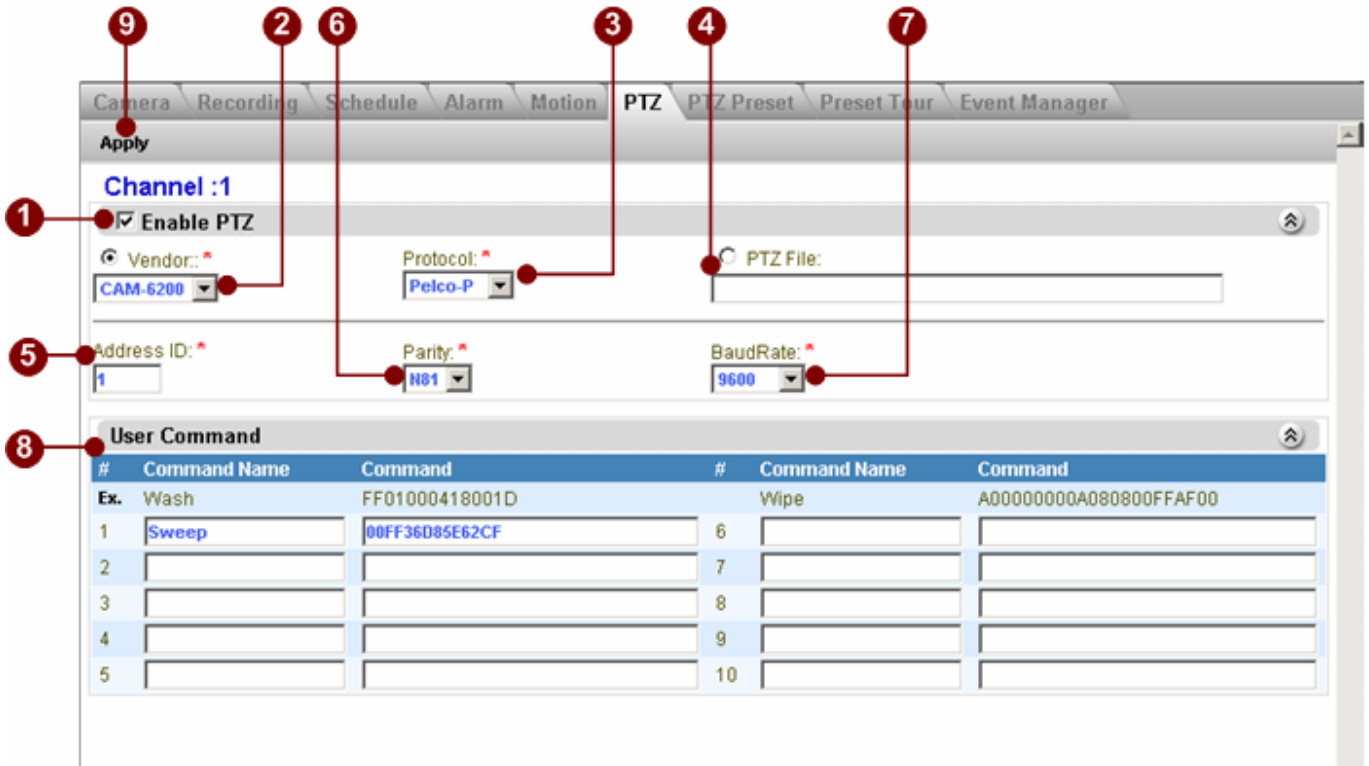 9 2 6 3 4 7
Camera Recording Schedule Alarm Motion PTZ PTZ Preset Preset Tour Event Manager
Apply
Channel :1
1 Enable PTZ
Vendor:: * Protocol: * PTZ File:
CAM-6200 Pelco-P
5 Address ID: * Parity: * BaudRate: *
1 N81 9600
8 User Command
# Command Name Command # Command Name Command
Ex. Wash FF01000418001D Wipe A00000000A080800FFAF00
1 Sweep 00FF36D85E62CF 6
2 7
3 8
4 9
5 10